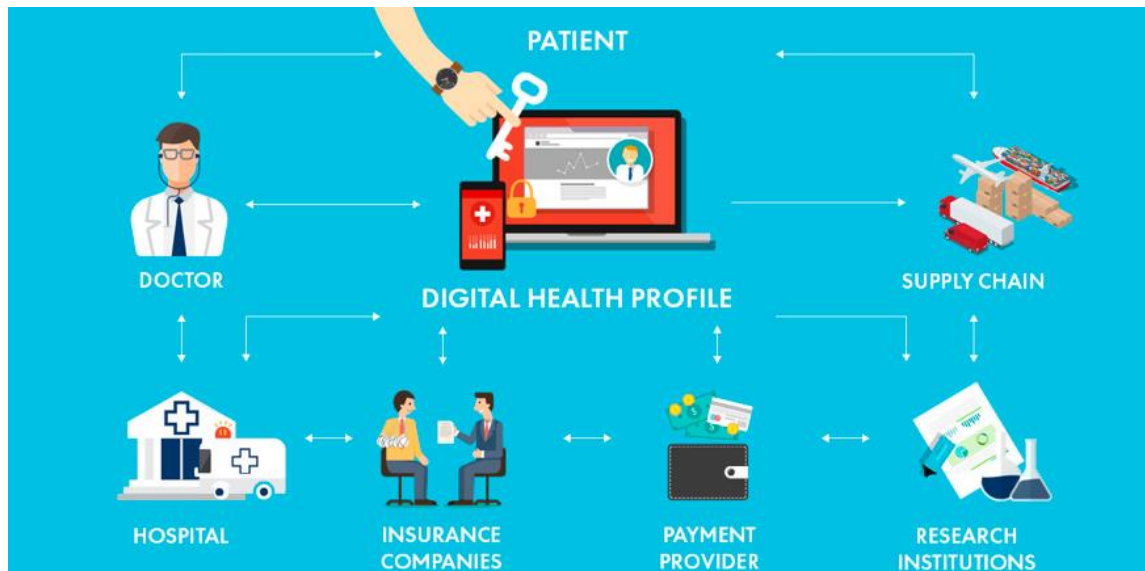 PATIENT
DOCTOR
SUPPLY CHAIN
DIGITAL HEALTH PROFILE
HOSPITAL
INSURANCE
COMPANIES
PAYMENT
PROVIDER
RESEARCH
INSTITUTIONS